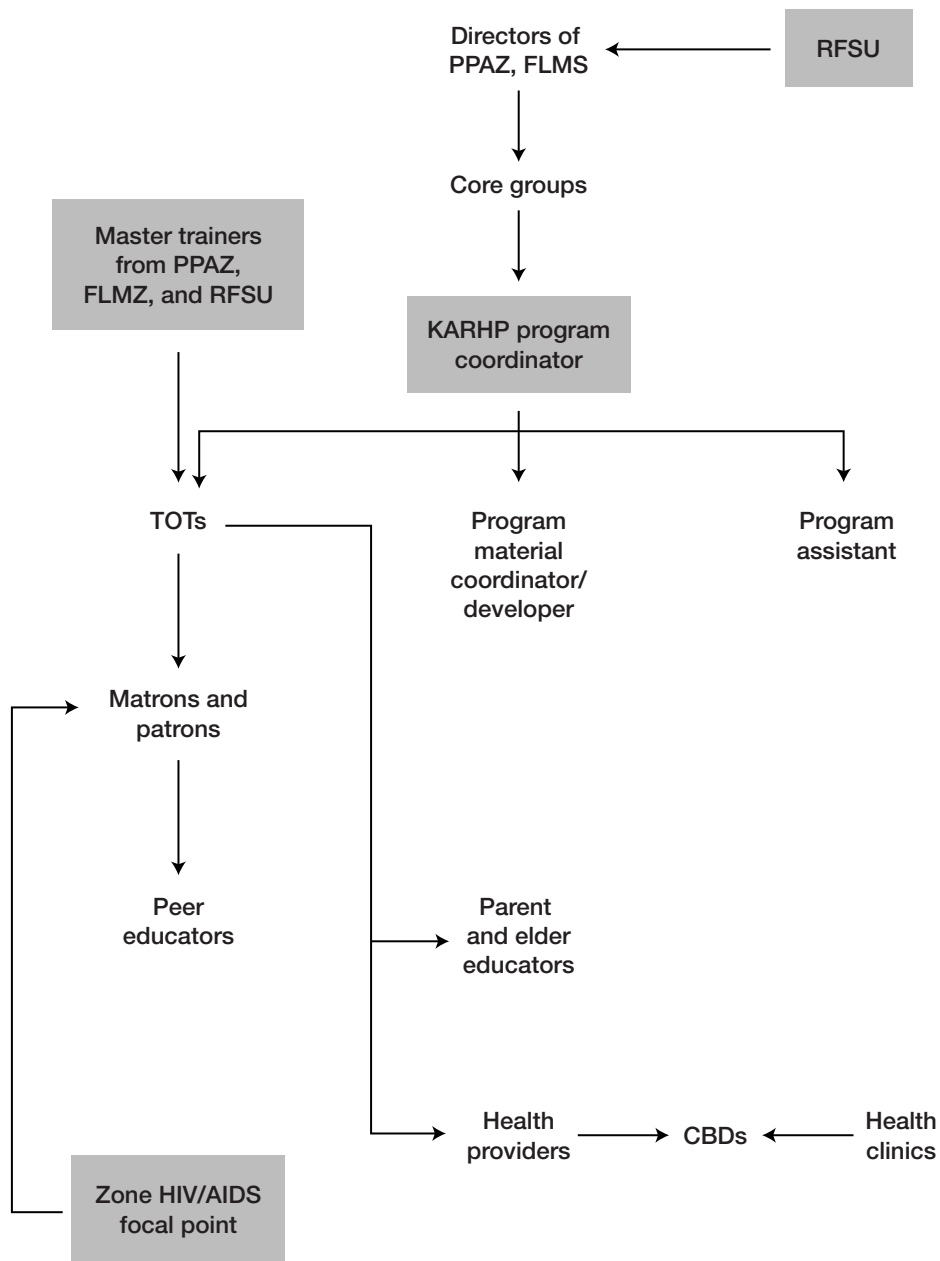 Directors of
PPAZ, FLMS
RFSU
Core groups
Master trainers
from PPAZ,
FLMZ, and RFSU
KARHP program
coordinator
TOTs
Program
material
coordinator/
developer
Program
assistant
Matrons and
patrons
Peer
educators
Parent
and elder
educators
Health
providers
CBDs
Health
clinics
Zone HIV/AIDS
focal point